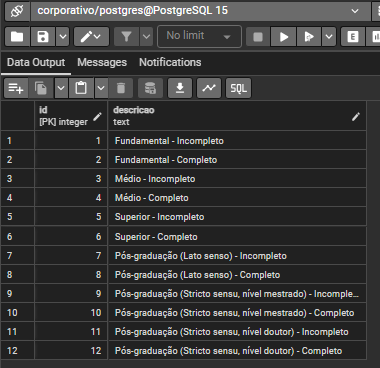 corporativo/postgres@PostgreSQL 15
No limit
E
Data Output Messages Notifications
SQL
id descricao
[PK] integer text
1 1 Fundamental - Incompleto
2 2 Fundamental - Completo
3 3 Médio - Incompleto
4 4 Médio - Completo
5 5 Superior - Incompleto
6 6 Superior - Completo
7 7 Pós-graduação (Lato senso) - Incompleto
8 8 Pós-graduação (Lato senso) - Completo
9 9 Pós-graduação (Stricto sensu, nível mestrado) - Incomple...
10 10 Pós-graduação (Stricto sensu, nível mestrado) - Completo
11 11 Pós-graduação (Stricto sensu, nível doutor) - Incompleto
12 12 Pós-graduação (Stricto sensu, nível doutor) - Completo